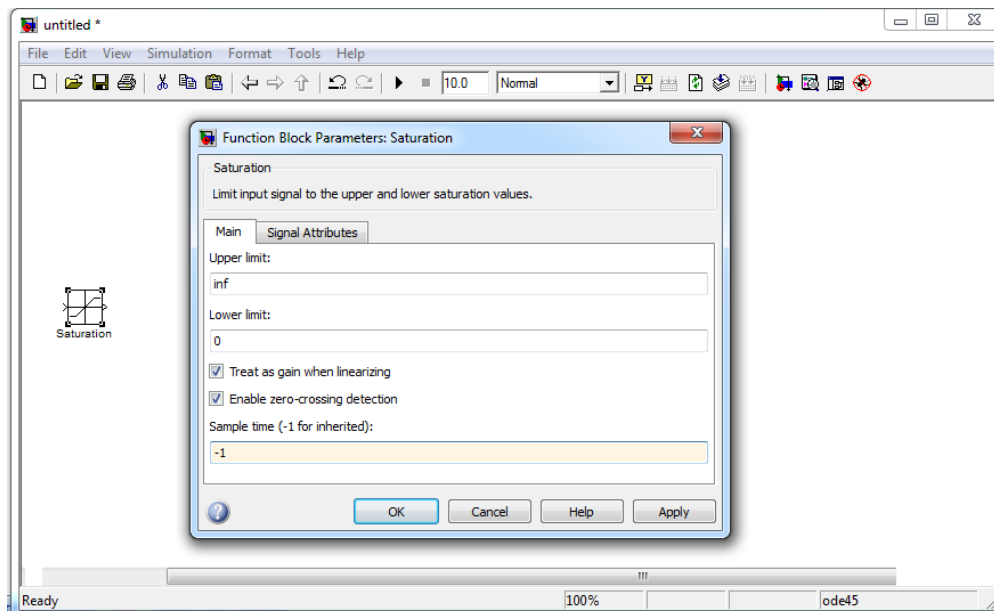 untitled *
File Edit View Simulation Format Tools Help
10.0 Normal
Function Block Parameters: Saturation
Saturation
Limit input signal to the upper and lower saturation values.
Main Signal Attributes
Upper limit:
inf
Lower limit:
0
Treat as gain when linearizing
Enable zero-crossing detection
Sample time (-1 for inherited):
-1
OK Cancel Help Apply
Saturation
Ready 100% ode45